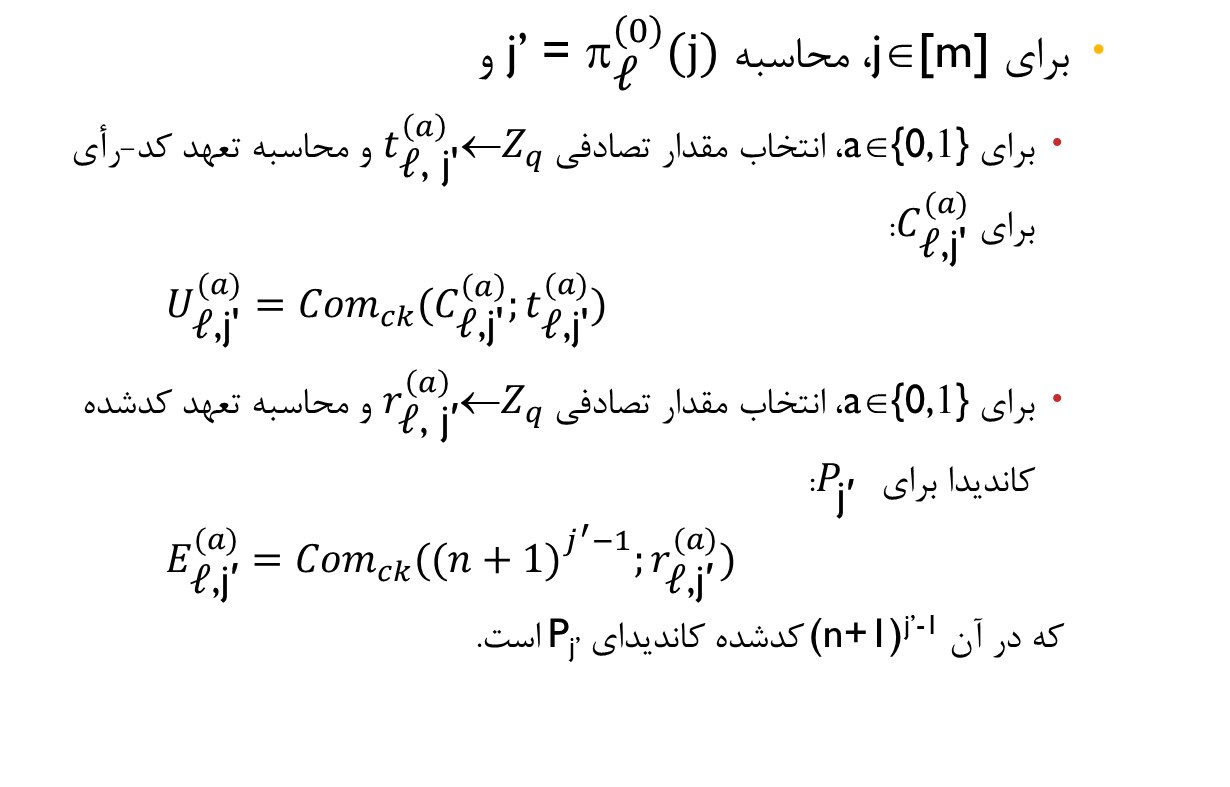 • برای j∈[m]، محاسبه j’ = π_ℓ^(0)(j) و
• برای a∈{0,1}، انتخاب مقدار تصادفی t_{ℓ, j'}^(a)←Z_q و محاسبه تعهد کد-رأی
برای C_{ℓ,j'}^(a):
U_{ℓ,j'}^(a) = Com_ck(C_{ℓ,j'}^(a); t_{ℓ,j'}^(a))
• برای a∈{0,1}، انتخاب مقدار تصادفی r_{ℓ, j'}^(a)←Z_q و محاسبه تعهد کدشده
کاندیدا برای P_{j'}:
E_{ℓ,j'}^(a) = Com_ck((n + 1)^{j′−1}; r_{ℓ,j'}^(a))
که در آن (n+1)^{j’-1} کدشده کاندیدای P_{j’} است.